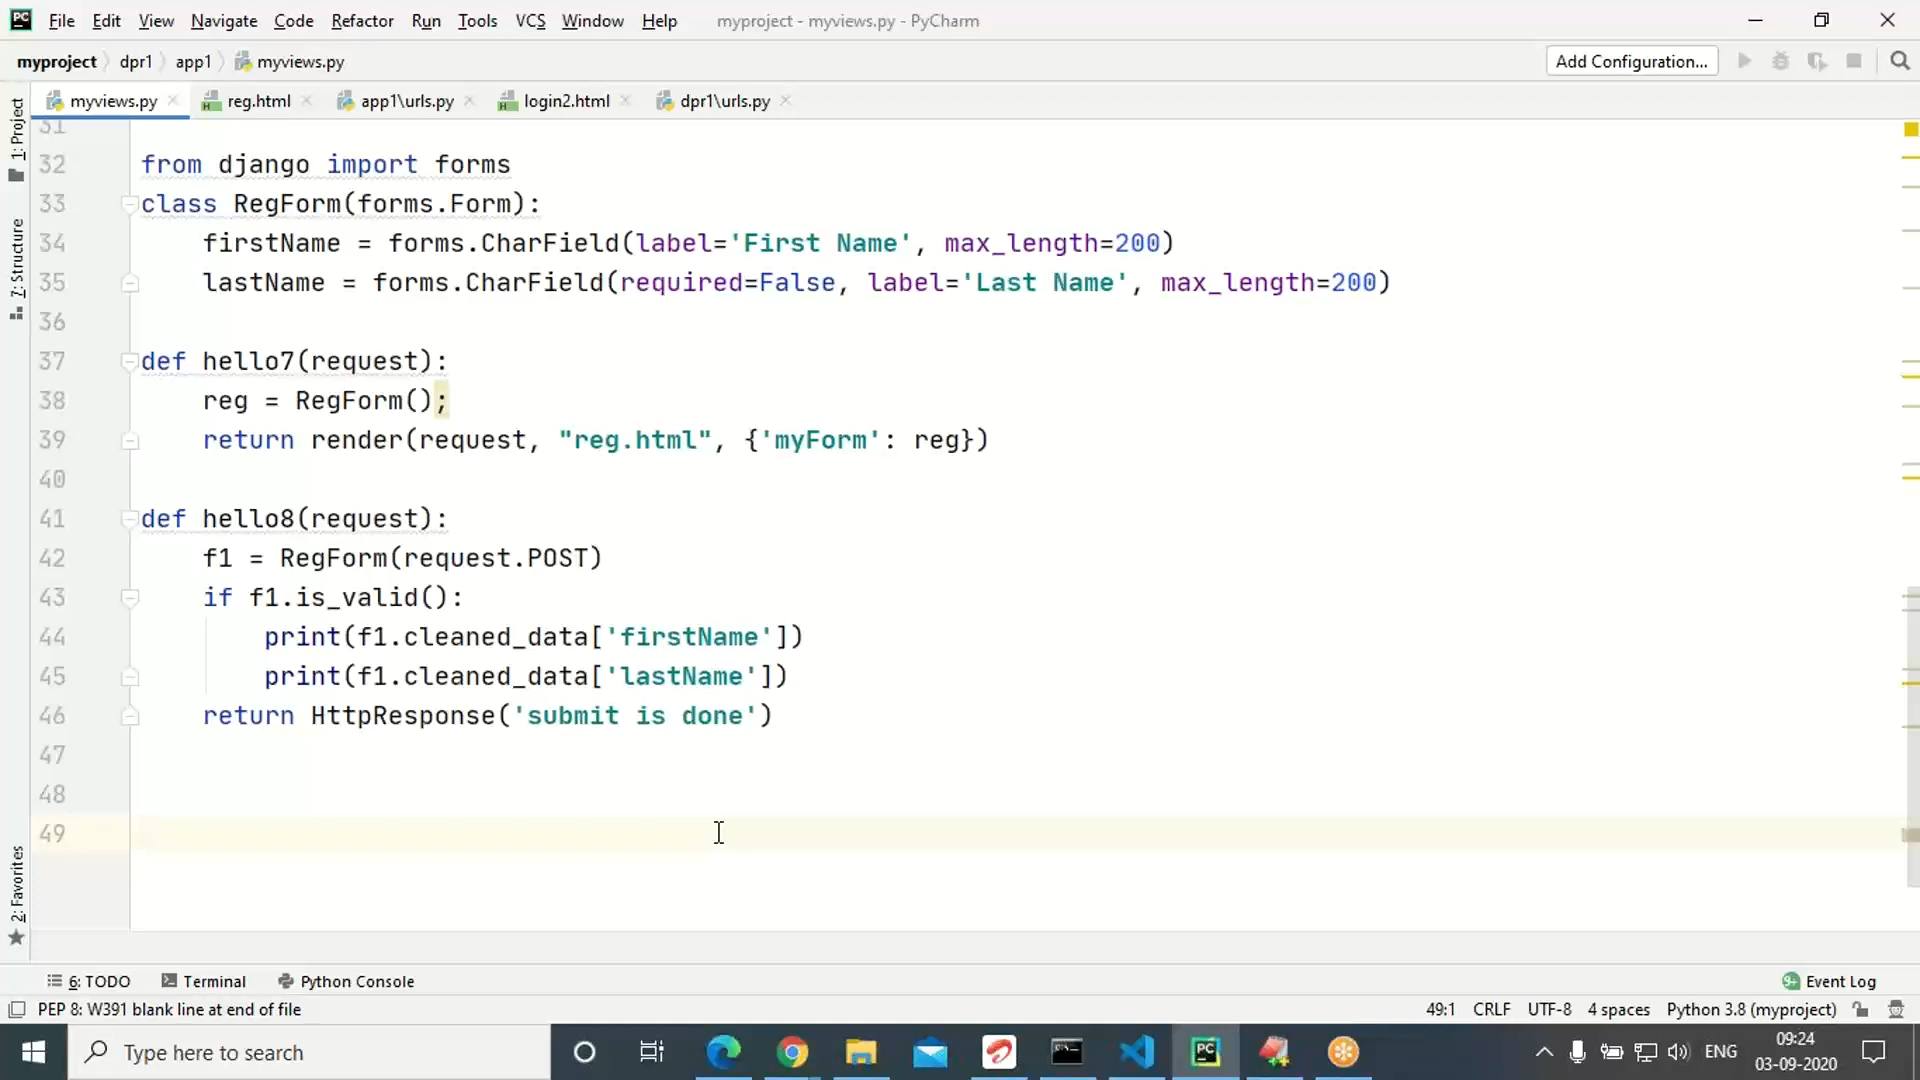 File Edit View Navigate Code Refactor Run Tools VCS Window Help myproject - myviews.py - PyCharm
myproject dpr1 app1 myviews.py Add Configuration...
myviews.py reg.html app1\urls.py login2.html dpr1\urls.py
1: Project
7: Structure
2: Favorites
31
32 from django import forms
33 class RegForm(forms.Form):
34 firstName = forms.CharField(label='First Name', max_length=200)
35 lastName = forms.CharField(required=False, label='Last Name', max_length=200)
36
37 def hello7(request):
38 reg = RegForm();
39 return render(request, "reg.html", {'myForm': reg})
40
41 def hello8(request):
42 f1 = RegForm(request.POST)
43 if f1.is_valid():
44 print(f1.cleaned_data['firstName'])
45 print(f1.cleaned_data['lastName'])
46 return HttpResponse('submit is done')
47
48
49
6: TODO Terminal Python Console Event Log
PEP 8: W391 blank line at end of file 49:1 CRLF UTF-8 4 spaces Python 3.8 (myproject)
Type here to search ENG 09:24
03-09-2020